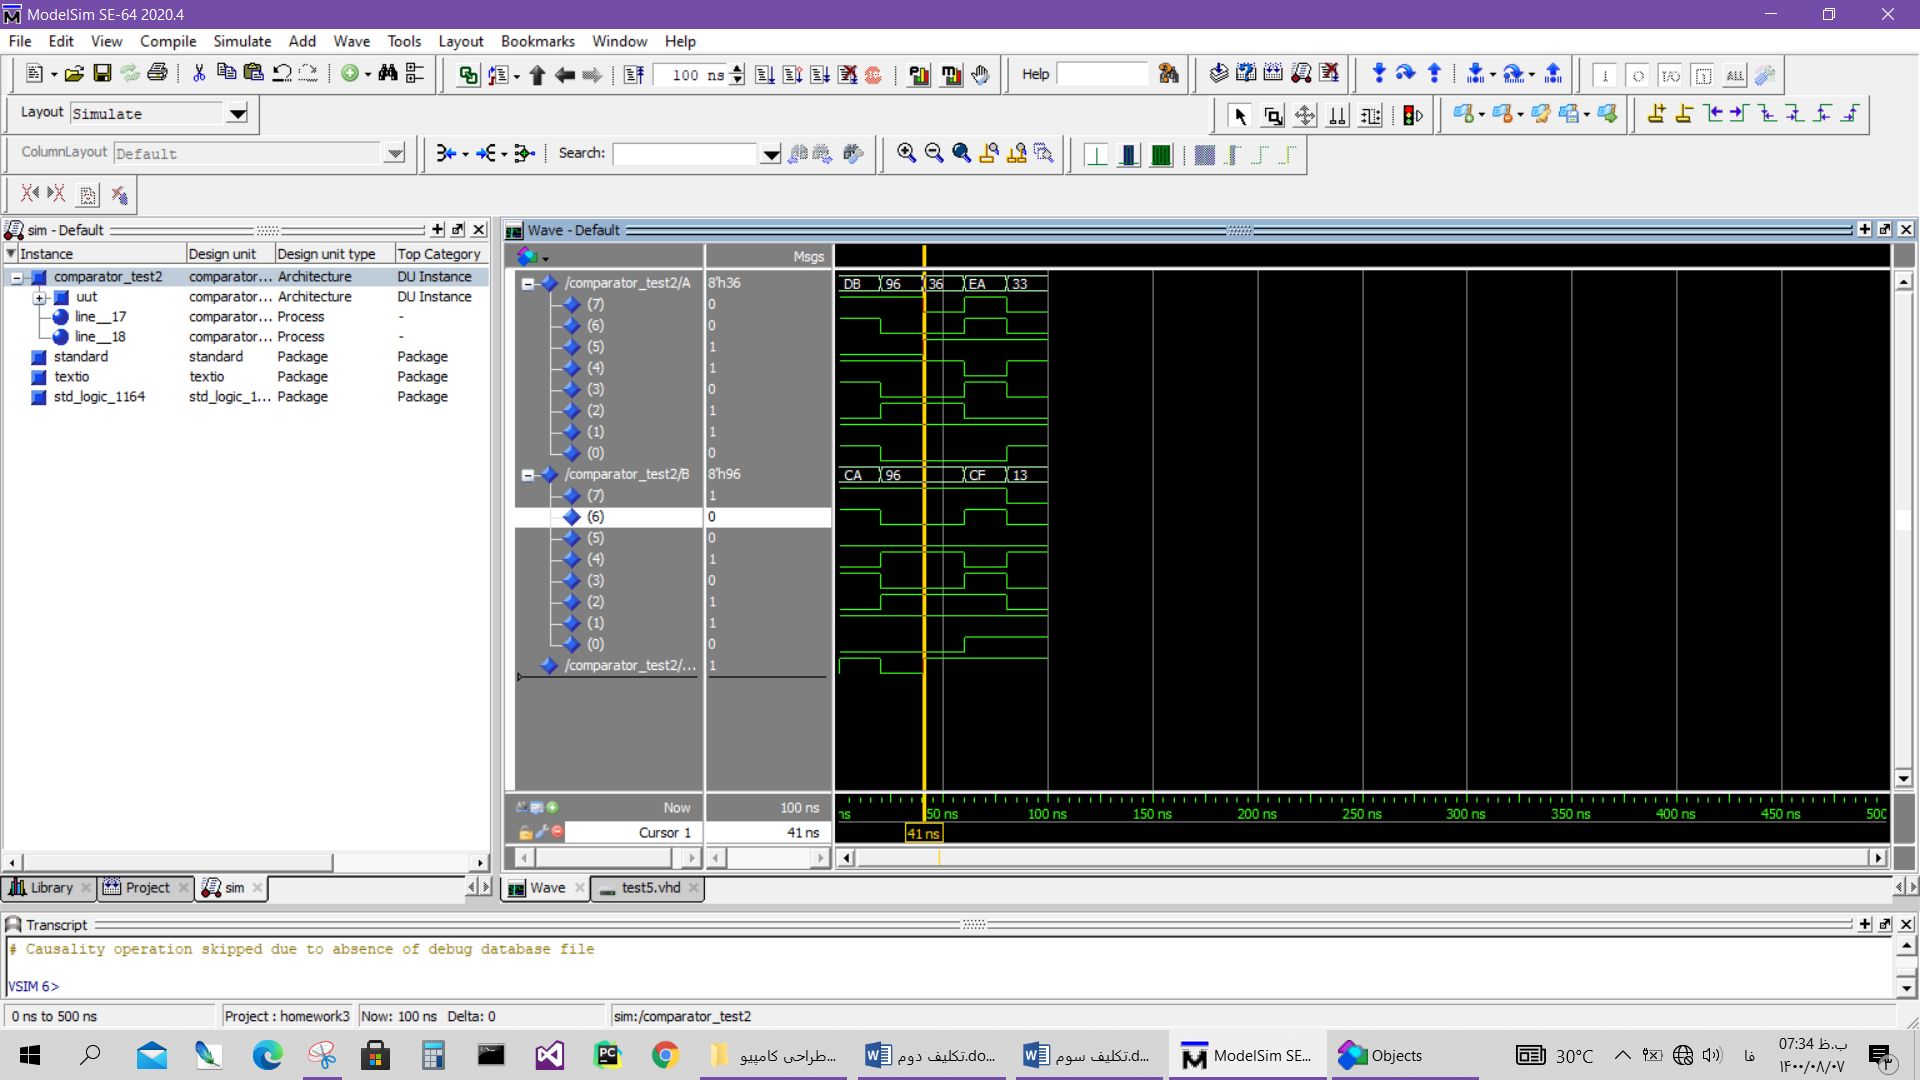 ModelSim SE-64 2020.4
File Edit View Compile Simulate Add Wave Tools Layout Bookmarks Window Help
100 ns Help
Layout Simulate
ColumnLayout Default Search:
sim - Default
Instance Design unit Design unit type Top Category
comparator_test2 comparator... Architecture DU Instance
uut comparator... Architecture DU Instance
line__17 comparator... Process -
line__18 comparator... Process -
standard standard Package Package
textio textio Package Package
std_logic_1164 std_logic_1... Package Package
Wave - Default
Msgs
/comparator_test2/A 8'h36 DB 96 36 EA 33
(7) 0
(6) 0
(5) 1
(4) 1
(3) 0
(2) 1
(1) 1
(0) 0
/comparator_test2/B 8'h96 CA 96 CF 13
(7) 1
(6) 0
(5) 0
(4) 1
(3) 0
(2) 1
(1) 1
(0) 0
/comparator_test2/... 1
Now 100 ns ns 50 ns 100 ns 150 ns 200 ns 250 ns 300 ns 350 ns 400 ns 450 ns 500
Cursor 1 41 ns 41 ns
Library Project sim Wave test5.vhd
Transcript
# Causality operation skipped due to absence of debug database file
VSIM 6>
0 ns to 500 ns Project : homework3 Now: 100 ns Delta: 0 sim:/comparator_test2
طراحی کامپیو...
تکلیف دوم.do...
تکلیف سوم.d...
ModelSim SE...
Objects
30°C
فا
07:34 ب.ظ
۱۴۰۰/۰۸/۰۷
۳